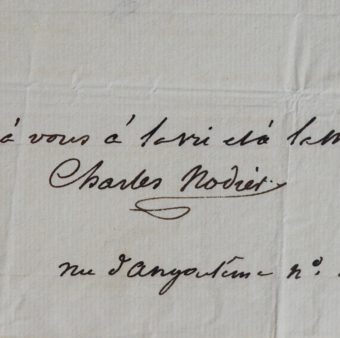 à vous à la vie et à la m
Charles Nodier
rue d'angoulême n°.